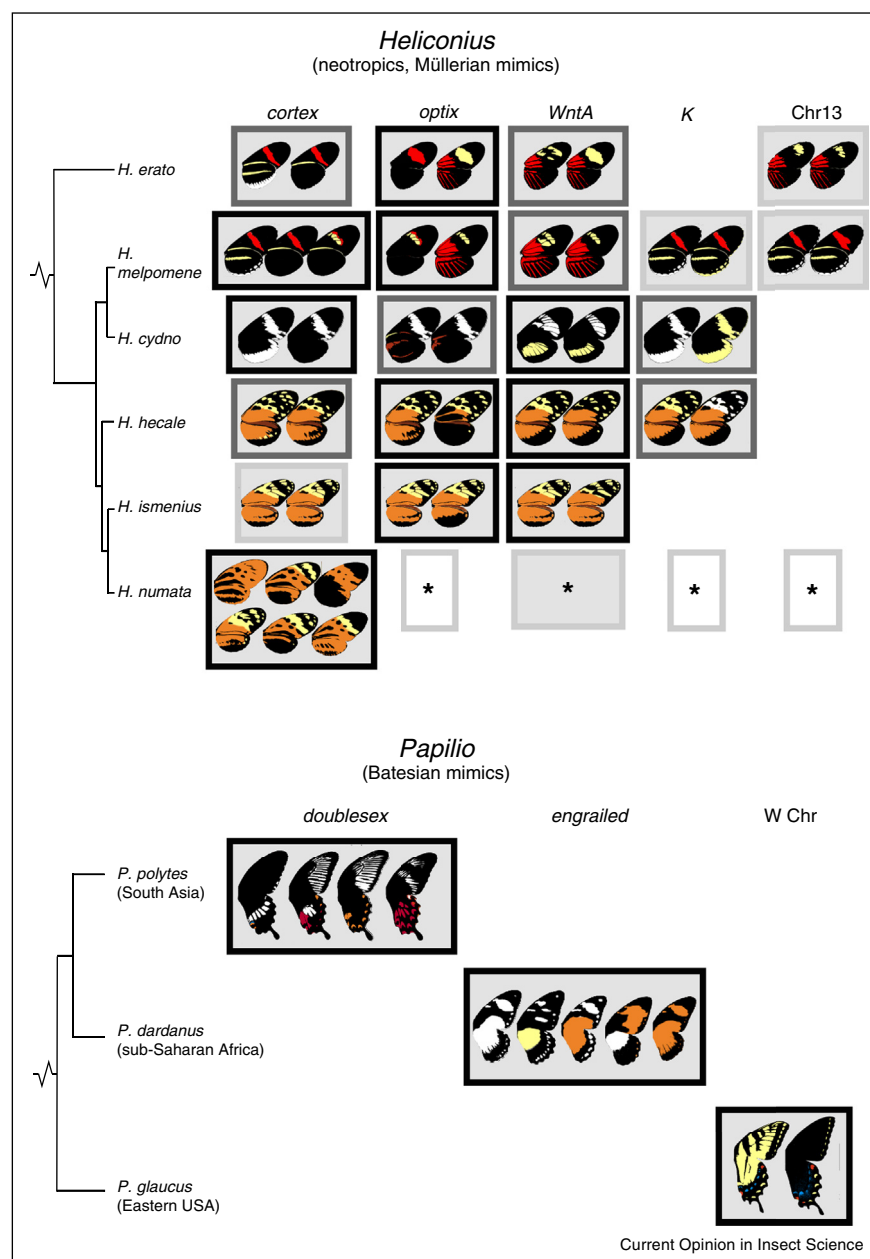 Heliconius
(neotropics, Müllerian mimics)
cortex optix WntA K Chr13
H. erato
H.
melpomene
H. cydno
H. hecale
H. ismenius
H. numata * * * *
Papilio
(Batesian mimics)
doublesex engrailed W Chr
P. polytes
(South Asia)
P. dardanus
(sub-Saharan Africa)
P. glaucus
(Eastern USA)
Current Opinion in Insect Science